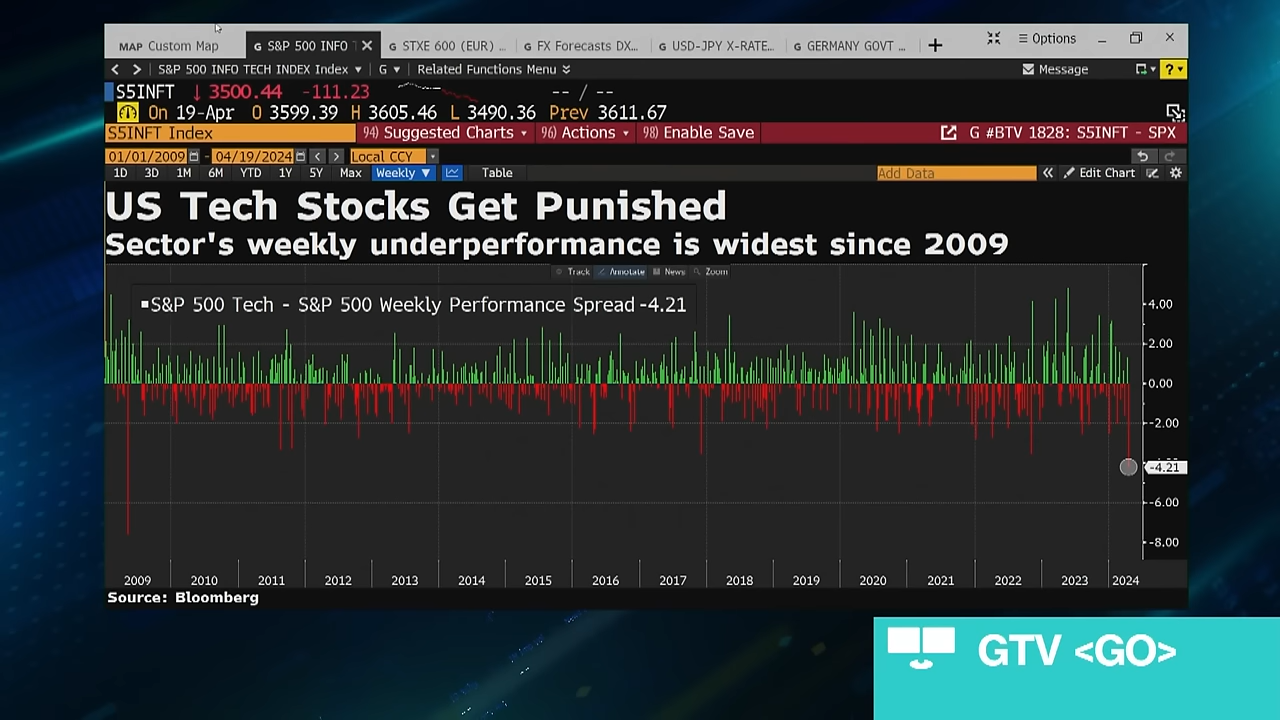 MAP Custom Map
G S&P 500 INFO T
G STXE 600 (EUR) ...
G FX Forecasts DX...
G USD-JPY X-RATE...
G GERMANY GOVT ...
Options
S&P 500 INFO TECH INDEX Index
G
Related Functions Menu
Message
?
S5INFT ↓ 3500.44 -111.23 -- / --
On 19-Apr O 3599.39 H 3605.46 L 3490.36 Prev 3611.67
S5INFT Index
94) Suggested Charts
96) Actions
98) Enable Save
G #BTV 1828: S5INFT - SPX
01/01/2009 - 04/19/2024
Local CCY
1D 3D 1M 6M YTD 1Y 5Y Max Weekly ▼ Table
Add Data
« Edit Chart
US Tech Stocks Get Punished
Sector's weekly underperformance is widest since 2009
Track Annotate News Zoom
S&P 500 Tech - S&P 500 Weekly Performance Spread -4.21
4.00
2.00
0.00
-2.00
-4.21
-6.00
-8.00
2009 2010 2011 2012 2013 2014 2015 2016 2017 2018 2019 2020 2021 2022 2023 2024
Source: Bloomberg
GTV <GO>